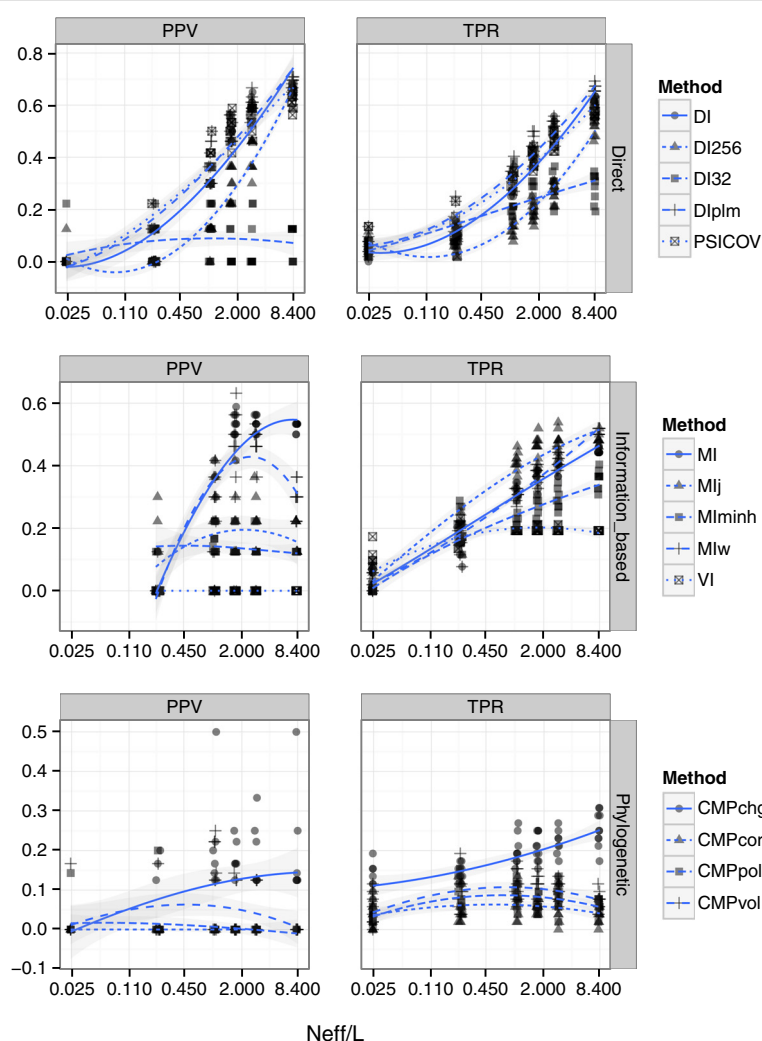 PPV
TPR
0.8
0.6
0.4
0.2
0.0
0.025 0.110 0.450 2.000 8.400
0.025 0.110 0.450 2.000 8.400
Direct
Method
DI
DI256
DI32
DIplm
PSICOV
PPV
TPR
0.6
0.4
0.2
0.0
0.025 0.110 0.450 2.000 8.400
0.025 0.110 0.450 2.000 8.400
Information_based
Method
MI
MIj
MIminh
MIw
VI
PPV
TPR
0.5
0.4
0.3
0.2
0.1
0.0
−0.1
0.025 0.110 0.450 2.000 8.400
0.025 0.110 0.450 2.000 8.400
Phylogenetic
Method
CMPchg
CMPcor
CMPpol
CMPvol
Neff/L